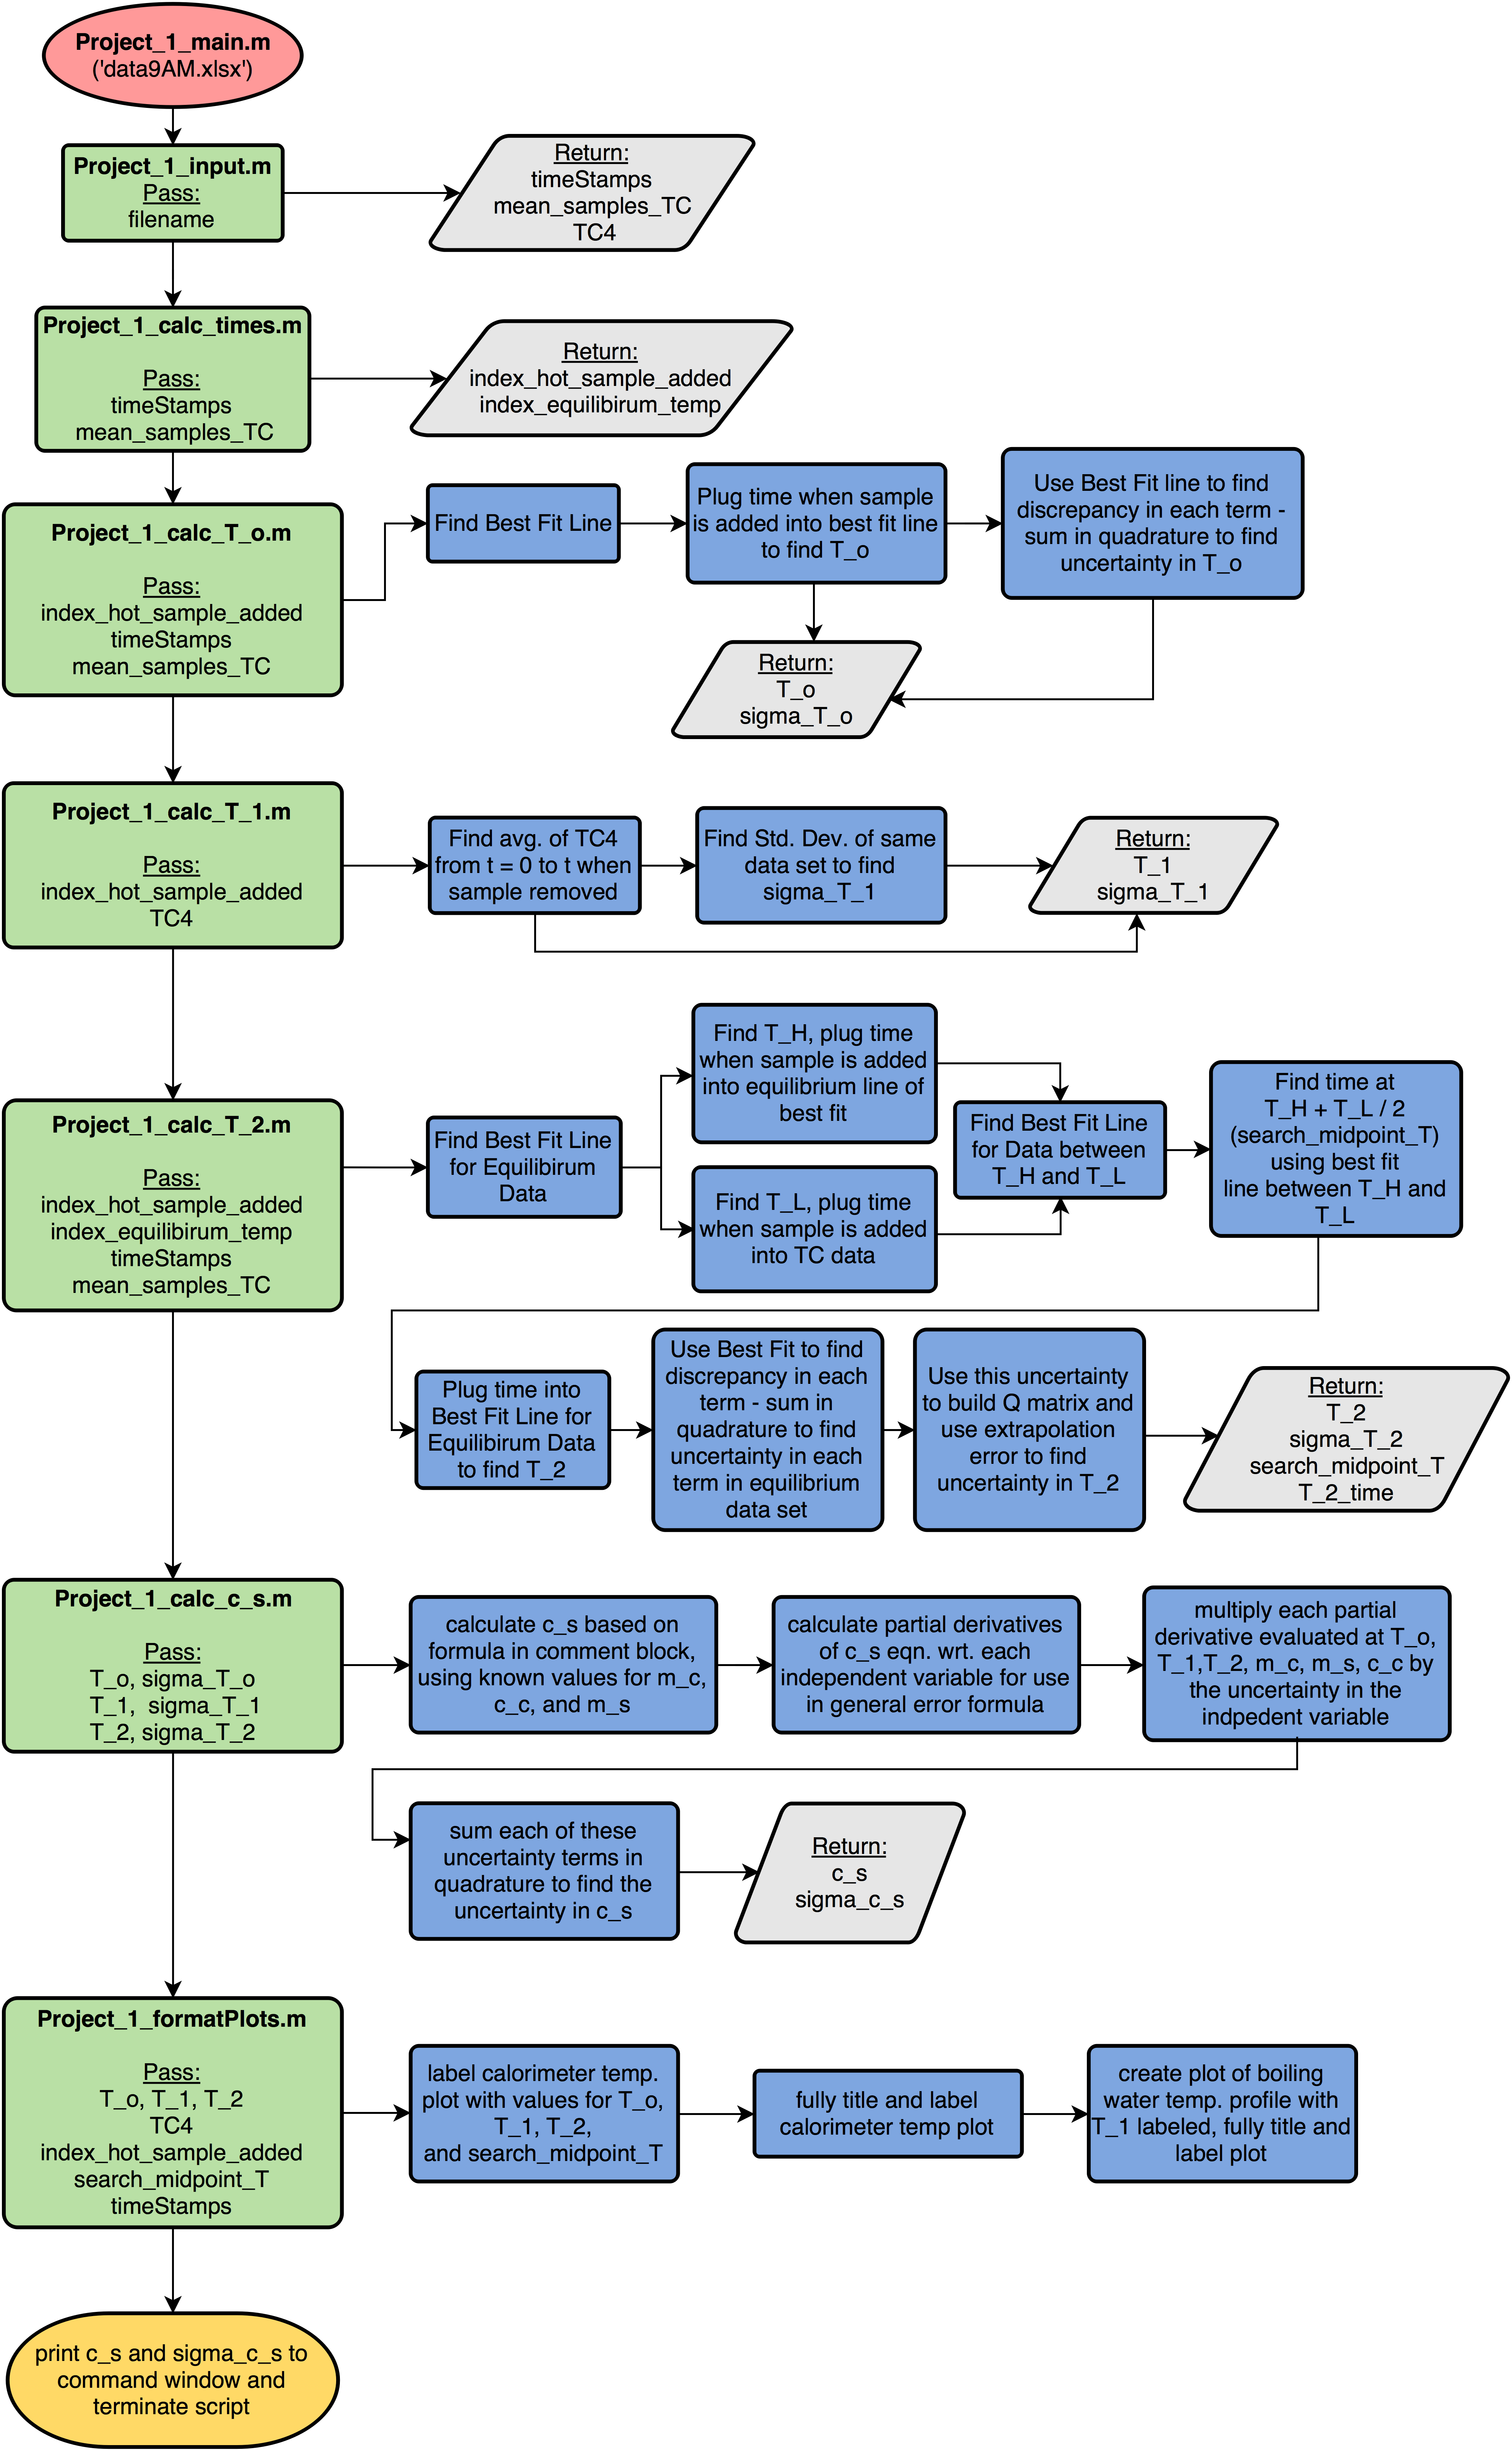 Project_1_main.m
('data9AM.xlsx')
Project_1_input.m
Pass:
filename
Return:
timeStamps
mean_samples_TC
TC4
Project_1_calc_times.m
Pass:
timeStamps
mean_samples_TC
Return:
index_hot_sample_added
index_equilibirum_temp
Project_1_calc_T_o.m
Pass:
index_hot_sample_added
timeStamps
mean_samples_TC
Find Best Fit Line
Plug time when sample
is added into best fit line
to find T_o
Use Best Fit line to find
discrepancy in each term -
sum in quadrature to find
uncertainty in T_o
Return:
T_o
sigma_T_o
Project_1_calc_T_1.m
Pass:
index_hot_sample_added
TC4
Find avg. of TC4
from t = 0 to t when
sample removed
Find Std. Dev. of same
data set to find
sigma_T_1
Return:
T_1
sigma_T_1
Project_1_calc_T_2.m
Pass:
index_hot_sample_added
index_equilibirum_temp
timeStamps
mean_samples_TC
Find Best Fit Line
for Equilibirum
Data
Find T_H, plug time
when sample is added
into equilibrium line of
best fit
Find T_L, plug time
when sample is added
into TC data
Find Best Fit Line
for Data between
T_H and T_L
Find time at
T_H + T_L / 2
(search_midpoint_T)
using best fit
line between T_H and
T_L
Plug time into
Best Fit Line for
Equilibirum Data
to find T_2
Use Best Fit to find
discrepancy in each
term - sum in
quadrature to find
uncertainty in each
term in equilibrium
data set
Use this uncertainty
to build Q matrix and
use extrapolation
error to find
uncertainty in T_2
Return:
T_2
sigma_T_2
search_midpoint_T
T_2_time
Project_1_calc_c_s.m
Pass:
T_o, sigma_T_o
T_1, sigma_T_1
T_2, sigma_T_2
calculate c_s based on
formula in comment block,
using known values for m_c,
c_c, and m_s
calculate partial derivatives
of c_s eqn. wrt. each
independent variable for use
in general error formula
multiply each partial
derivative evaluated at T_o,
T_1,T_2, m_c, m_s, c_c by
the uncertainty in the
indpedent variable
sum each of these
uncertainty terms in
quadrature to find the
uncertainty in c_s
Return:
c_s
sigma_c_s
Project_1_formatPlots.m
Pass:
T_o, T_1, T_2
TC4
index_hot_sample_added
search_midpoint_T
timeStamps
label calorimeter temp.
plot with values for T_o,
T_1, T_2,
and search_midpoint_T
fully title and label
calorimeter temp plot
create plot of boiling
water temp. profile with
T_1 labeled, fully title and
label plot
print c_s and sigma_c_s to
command window and
terminate script